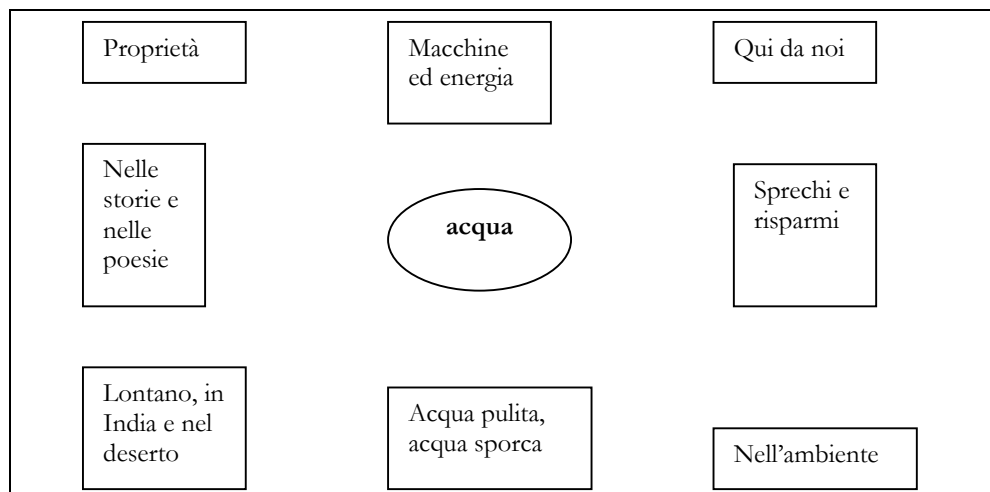 Proprietà
Macchine
ed energia
Qui da noi
Nelle
storie e
nelle
poesie
acqua
Sprechi e
risparmi
Lontano, in
India e nel
deserto
Acqua pulita,
acqua sporca
Nell’ambiente